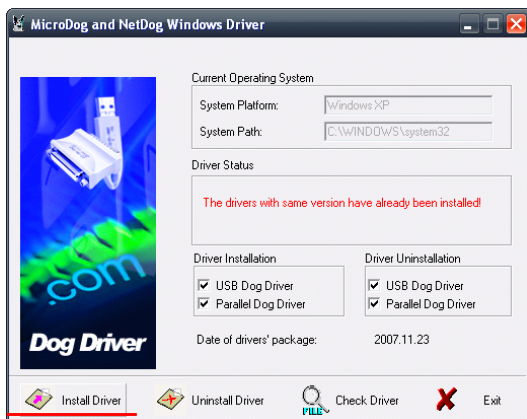 MicroDog and NetDog Windows Driver
Current Operating System
System Platform: Windows XP
System Path: C:\WINDOWS\system32
Driver Status
The drivers with same version have already been installed!
Driver Installation
USB Dog Driver
Parallel Dog Driver
Driver Uninstallation
USB Dog Driver
Parallel Dog Driver
Date of drivers' package: 2007.11.23
.com
Dog Driver
Install Driver
Uninstall Driver
FILE
Check Driver
Exit